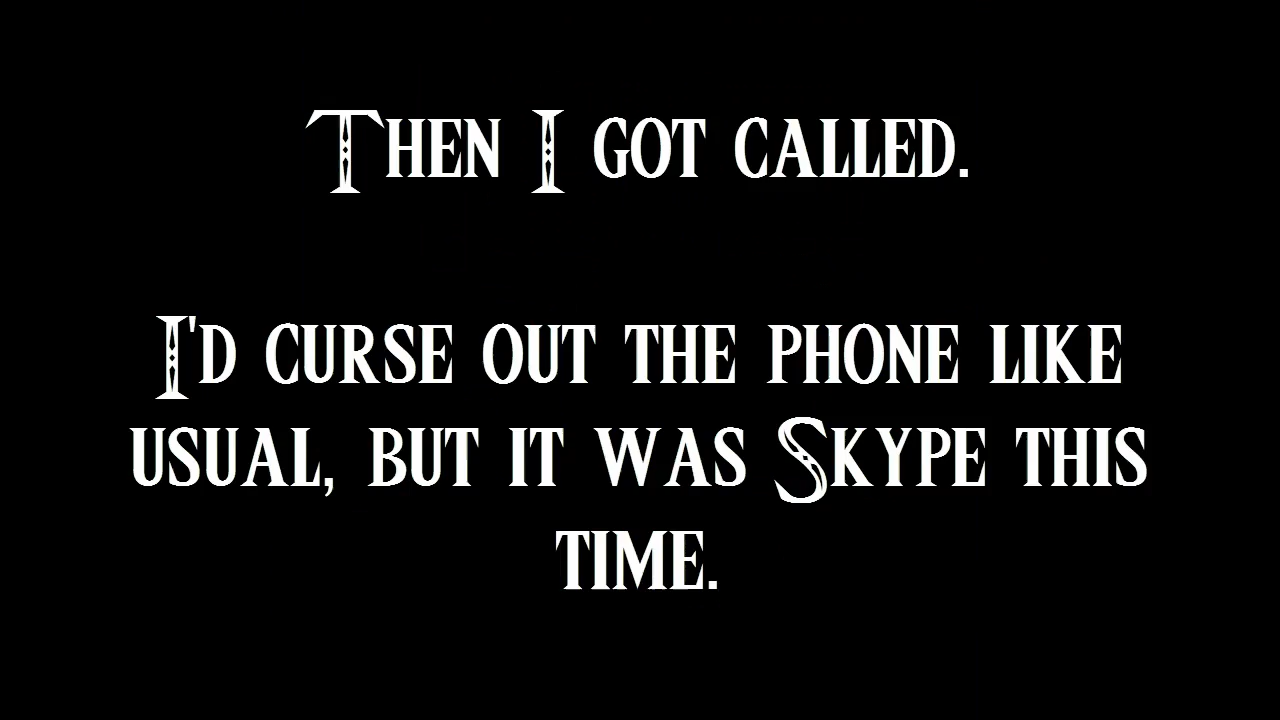 Then I got called.
I'd curse out the phone like
usual, but it was Skype this
time.